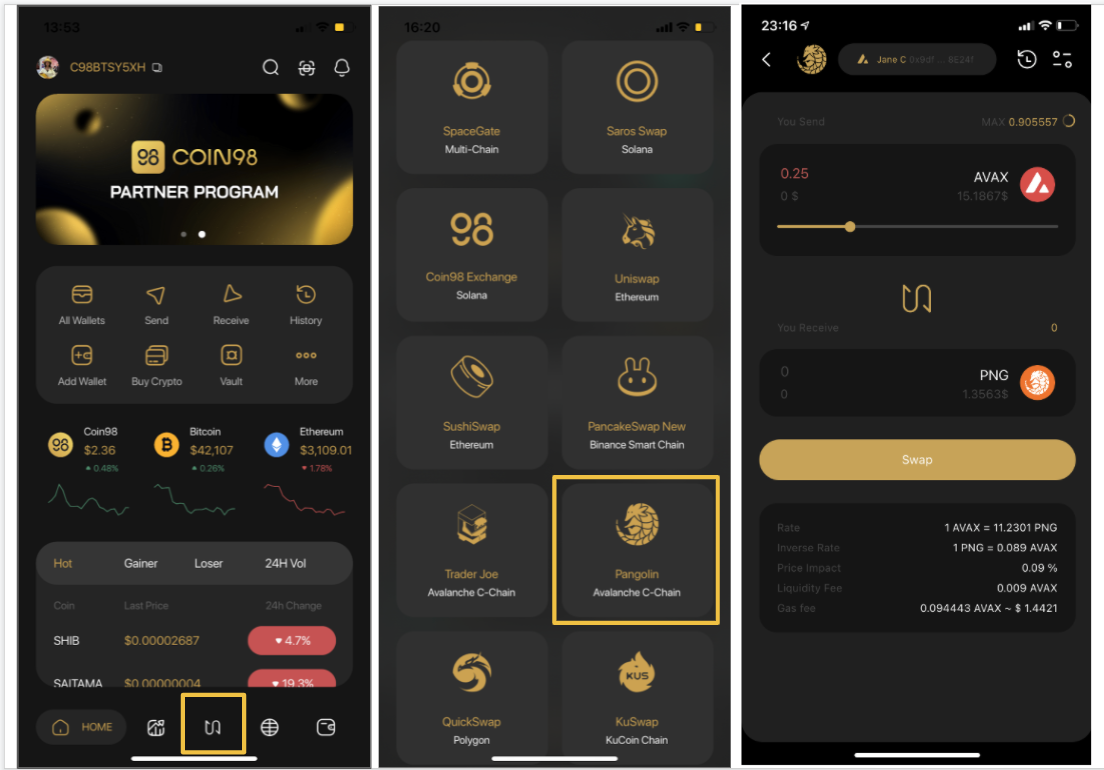 13:53
C98BTSY5XH
98 COIN98
PARTNER PROGRAM
All Wallets Send Receive History
Add Wallet Buy Crypto Vault More
Coin98 Bitcoin Ethereum
98 $2.36 $42,107 $3,109.01
0.48% 0.26% 1.78%
Hot Gainer Loser 24H Vol
Coin Last Price 24h Change
SHIB $0.00002687 4.7%
SAITAMA $0.00000004 19.3%
HOME
16:20
SpaceGate Saros Swap
Multi-Chain Solana
98
Coin98 Exchange Uniswap
Solana Ethereum
SushiSwap PancakeSwap New
Ethereum Binance Smart Chain
Trader Joe Pangolin
Avalanche C-Chain Avalanche C-Chain
KUS
QuickSwap KuSwap
Polygon KuCoin Chain
23:16
Jane C 0x9df ... 8E24f
You Send MAX 0.905557
0.25 AVAX
0 $ 15.1867$
You Receive 0
0 PNG
0 1.3563$
Swap
Rate 1 AVAX = 11.2301 PNG
Inverse Rate 1 PNG = 0.089 AVAX
Price Impact 0.09 %
Liquidity Fee 0.009 AVAX
Gas fee 0.094443 AVAX ~ $ 1.4421